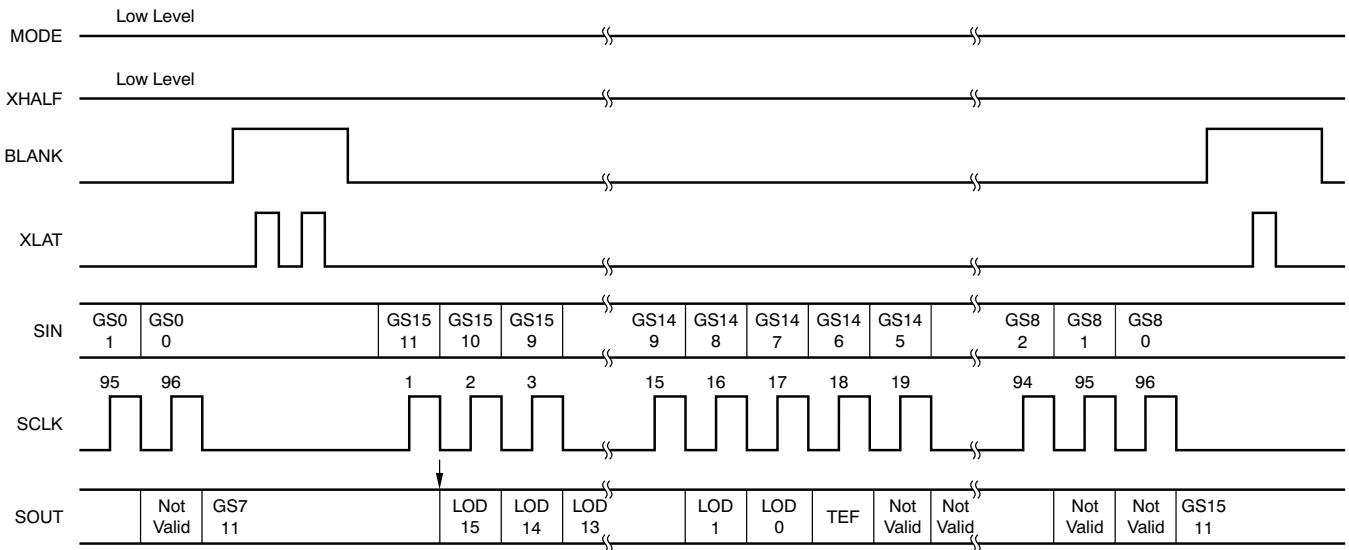 Low Level
MODE
Low Level
XHALF
BLANK
XLAT
SIN
GS0 1
GS0 0
GS15 11
GS15 10
GS15 9
GS14 9
GS14 8
GS14 7
GS14 6
GS14 5
GS8 2
GS8 1
GS8 0
95 96 1 2 3 15 16 17 18 19 94 95 96
SCLK
SOUT
Not Valid
GS7 11
LOD 15
LOD 14
LOD 13
LOD 1
LOD 0
TEF
Not Valid
Not Valid
Not Valid
Not Valid
GS15 11